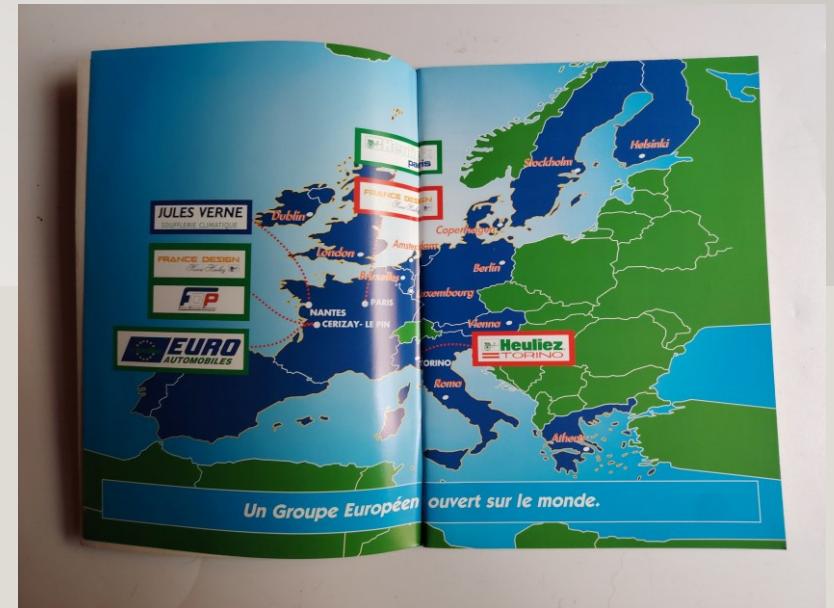 paris
FRANCE DESIGN
Helsinki
Stockholm
JULES VERNE
SOUFFLERIE CLIMATIQUE
Dublin
Copenhague
London
Amsterdam
FRANCE DESIGN
Berlin
Bruxelles
Luxembourg
NANTES
PARIS
CERIZAY- LE PIN
Vienna
EURO
AUTOMOBILES
Heuliez
TORINO
TORINO
Roma
Athens
Un Groupe Européen ouvert sur le monde.